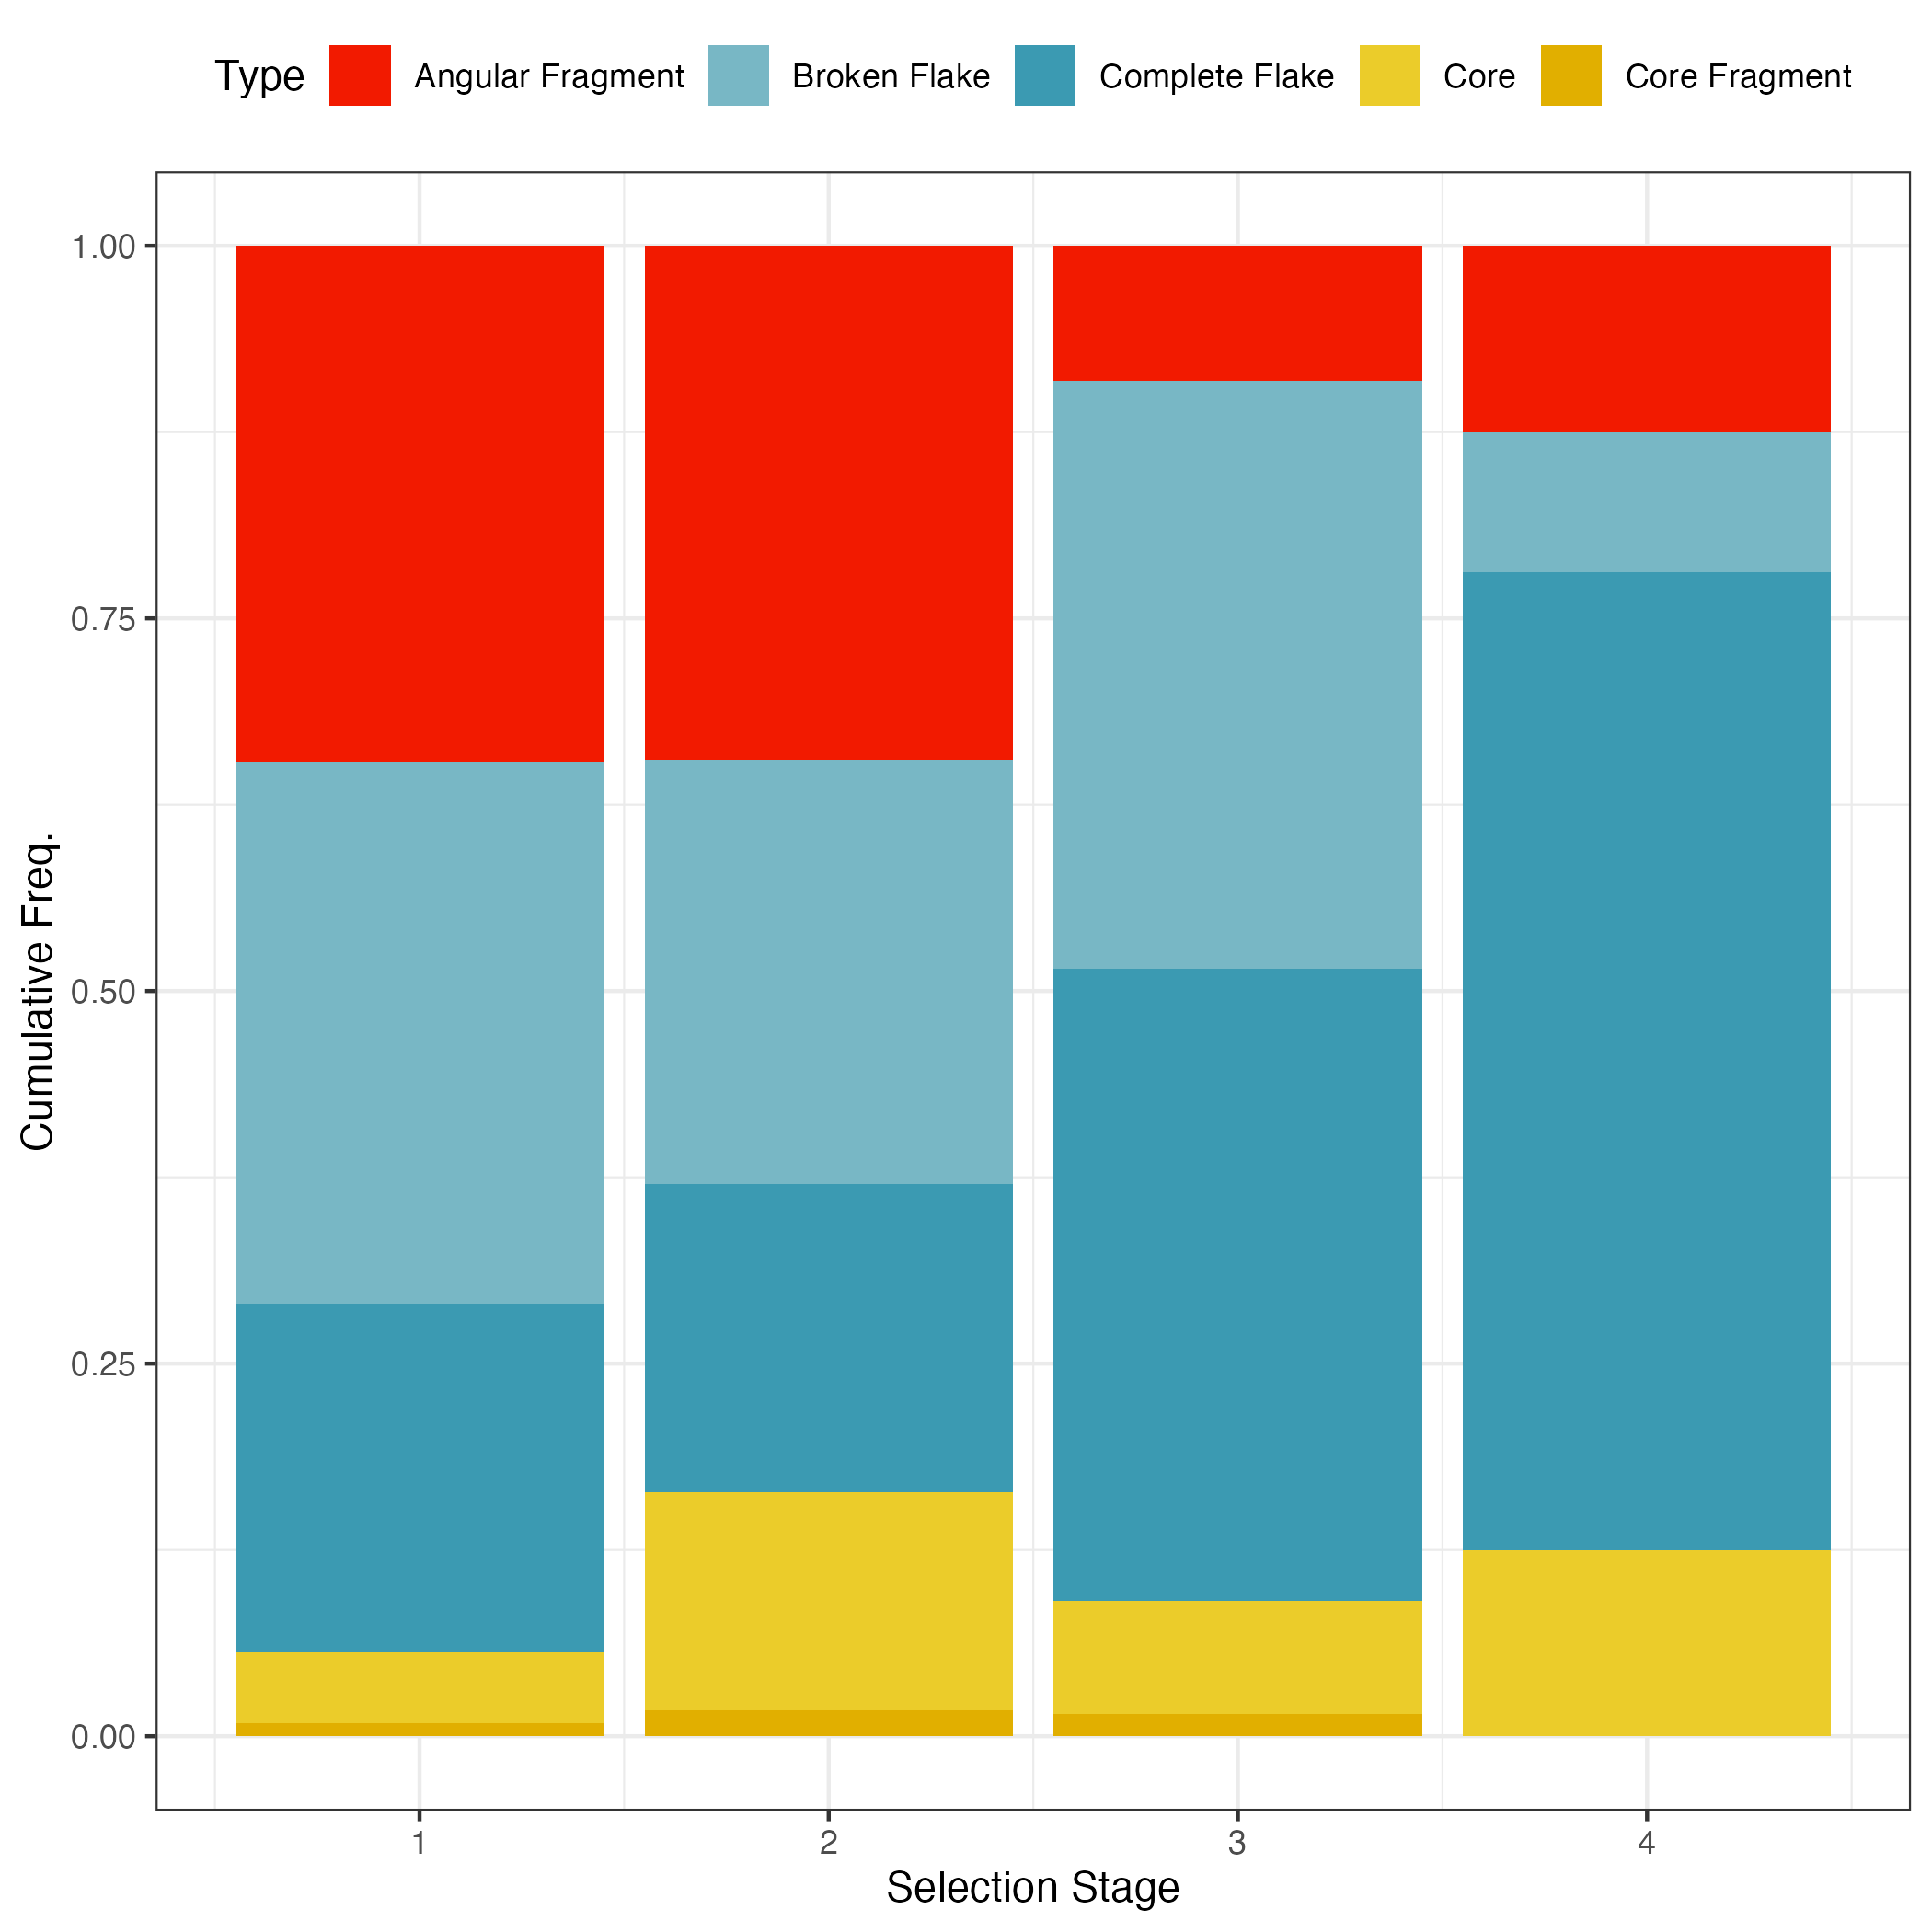 Type Angular Fragment Broken Flake Complete Flake Core Core Fragment
1.00
0.75
0.50
0.25
0.00
Cumulative Freq.
1 2 3 4
Selection Stage